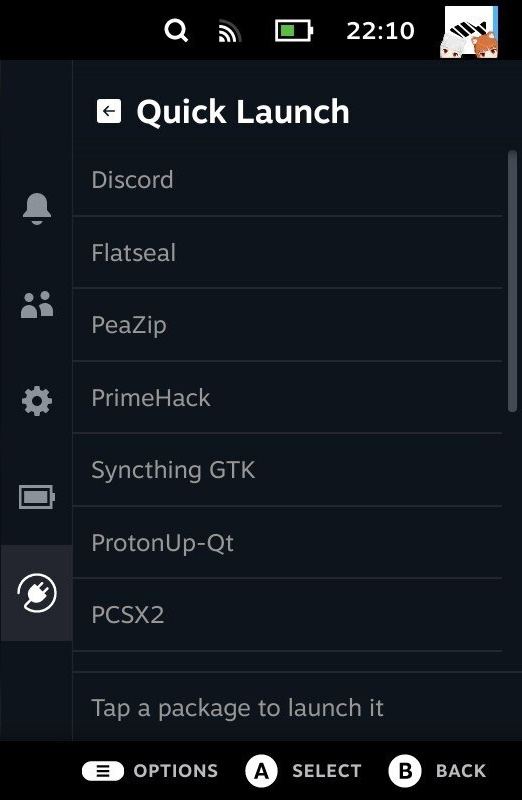 22:10
Quick Launch
Discord
Flatseal
PeaZip
PrimeHack
Syncthing GTK
ProtonUp-Qt
PCSX2
Tap a package to launch it
OPTIONS
A SELECT
B BACK